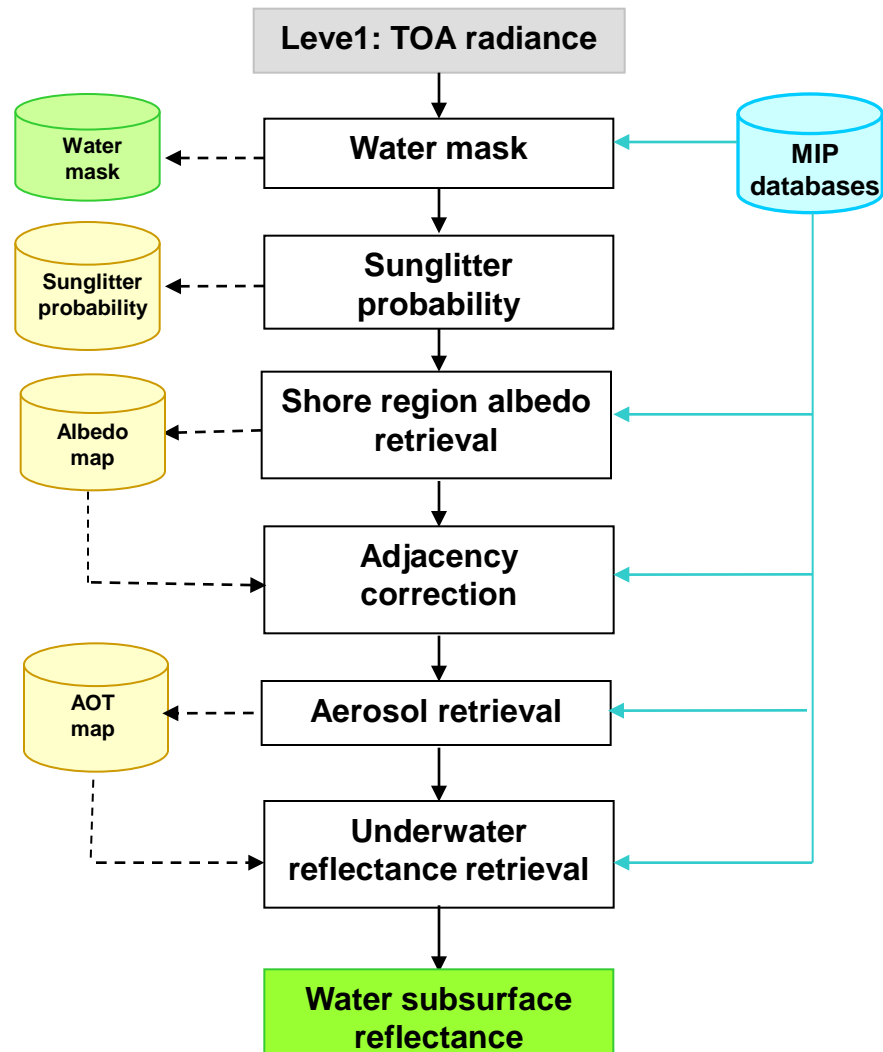 Leve1: TOA radiance
Water
mask
Water mask
MIP
databases
Sunglitter
probability
Sunglitter
probability
Albedo
map
Shore region albedo
retrieval
Adjacency
correction
AOT
map
Aerosol retrieval
Underwater
reflectance retrieval
Water subsurface
reflectance